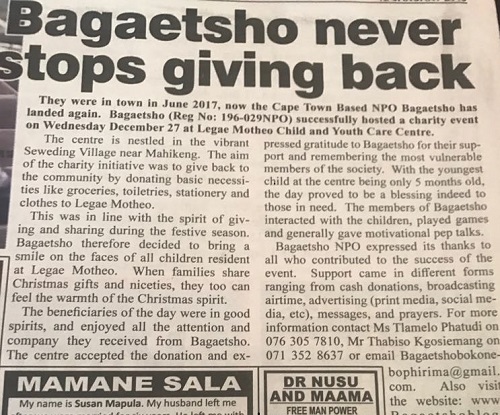 Bagaetsho never
stops giving back
They were in town in June 2017, now the Cape Town Based NPO Bagaetsho has
landed again. Bagaetsho (Reg No: 196-029NPO) successfully hosted a charity event
on Wednesday December 27 at Legae Motheo Child and Youth Care Centre.
The centre is nestled in the vibrant
Seweding Village near Mahikeng. The aim
of the charity initiative was to give back to
the community by donating basic necessi-
ties like groceries, toiletries, stationery and
clothes to Legae Motheo.
This was in line with the spirit of giv-
ing and sharing during the festive season.
Bagaetsho therefore decided to bring a
smile on the faces of all children resident
at Legae Motheo. When families share
Christmas gifts and niceties, they too can
feel the warmth of the Christmas spirit.
The beneficiaries of the day were in good
spirits, and enjoyed all the attention and
company they received from Bagaetsho.
The centre accepted the donation and ex-
pressed gratitude to Bagaetsho for their sup-
port and remembering the most vulnerable
members of the society. With the youngest
child at the centre being only 5 months old,
the day proved to be a blessing indeed to
those in need. The members of Bagaetsho
interacted with the children, played games
and generally gave motivational pep talks.
Bagaetsho NPO expressed its thanks to
all who contributed to the success of the
event. Support came in different forms
ranging from cash donations, broadcasting
airtime, advertising (print media, social me-
dia, etc), messages, and prayers. For more
information contact Ms Tlamelo Phatudi on
076 305 7810, Mr Thabiso Kgosiemang on
071 352 8637 or email Bagaetshobokone-
bophirima@gmail.
com. Also visit
the website: www
MAMANE SALA
My name is Susan Mapula. My husband left me
DR NUSU
AND MAAMA
FREE MAN POWER